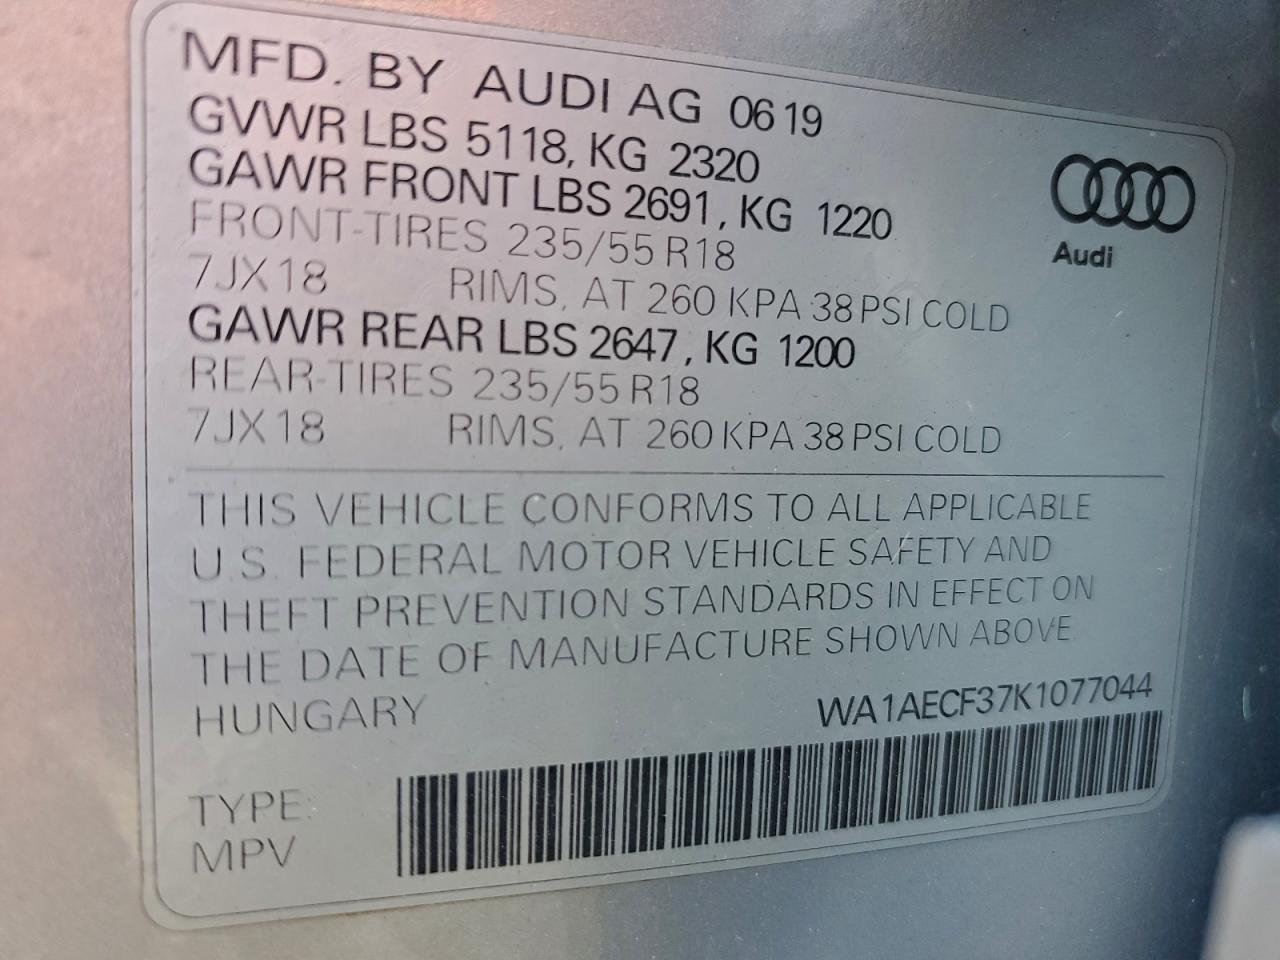 MFD. BY AUDI AG 0619
GVWR LBS 5118, KG 2320
GAWR FRONT LBS 2691, KG 1220
FRONT-TIRES 235/55 R18
7JX18 RIMS, AT 260 KPA 38 PSI COLD
GAWR REAR LBS 2647, KG 1200
REAR-TIRES 235/55 R18
7JX18 RIMS, AT 260 KPA 38 PSI COLD
Audi
THIS VEHICLE CONFORMS TO ALL APPLICABLE
U.S. FEDERAL MOTOR VEHICLE SAFETY AND
THEFT PREVENTION STANDARDS IN EFFECT ON
THE DATE OF MANUFACTURE SHOWN ABOVE
HUNGARY WA1AECF37K1077044
TYPE:
MPV